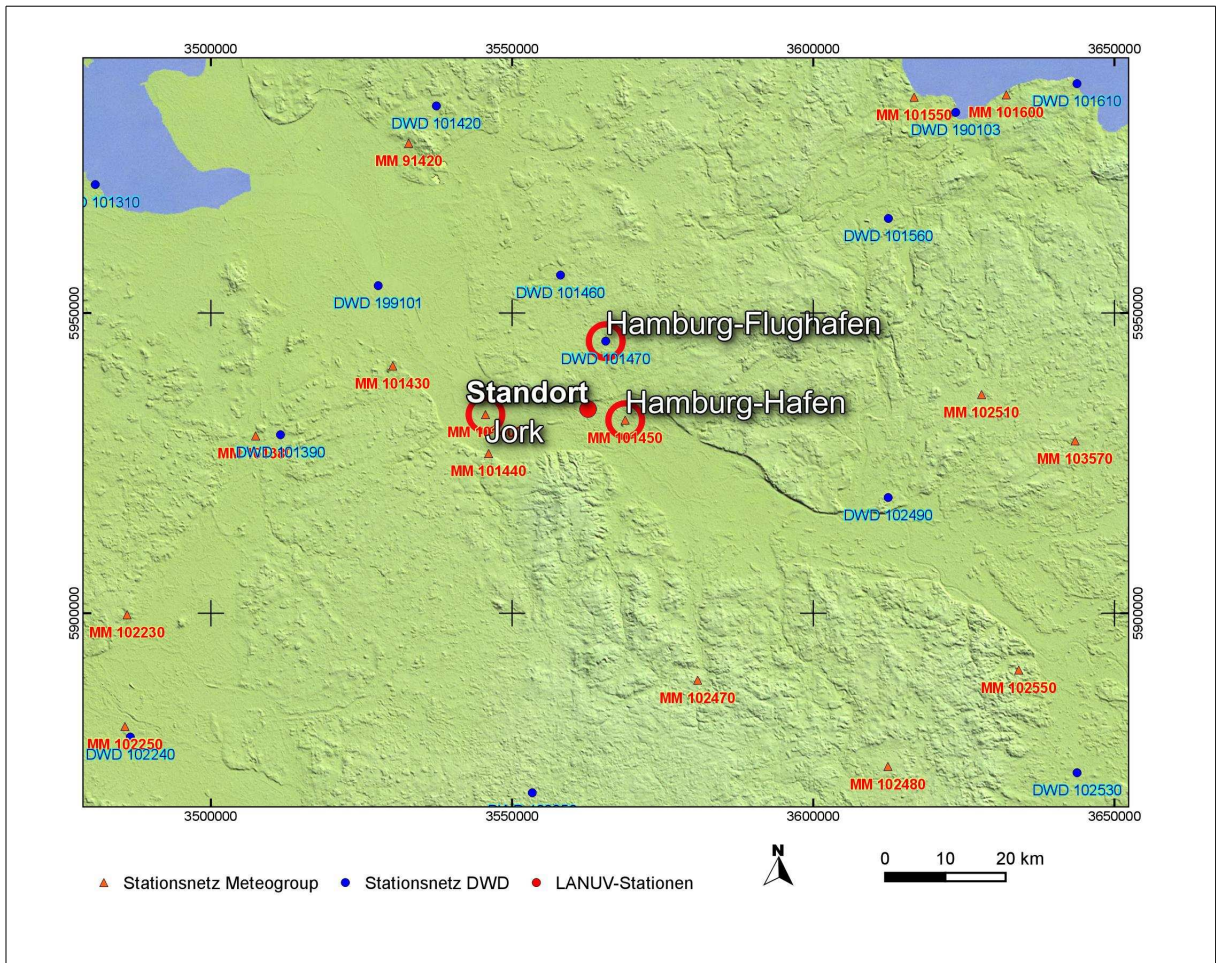 3500000
3550000
3600000
3650000
DWD 101420
MM 91420
MM 101550
MM 101600
DWD 101610
DWD 190103
101310
DWD 101560
DWD 199101
DWD 101460
5950000
5950000
Hamburg-Flughafen
DWD 101470
MM 101430
Standort
Hamburg-Hafen
MM 102510
Jork
MM 101450
DWD 101390
MM 101440
MM 103570
DWD 102490
5900000
5900000
MM 102230
MM 102470
MM 102550
MM 102250
DWD 102240
MM 102480
DWD 102530
3500000
3550000
3600000
3650000
N
0 10 20 km
Stationsnetz Meteogroup
Stationsnetz DWD
LANUV-Stationen